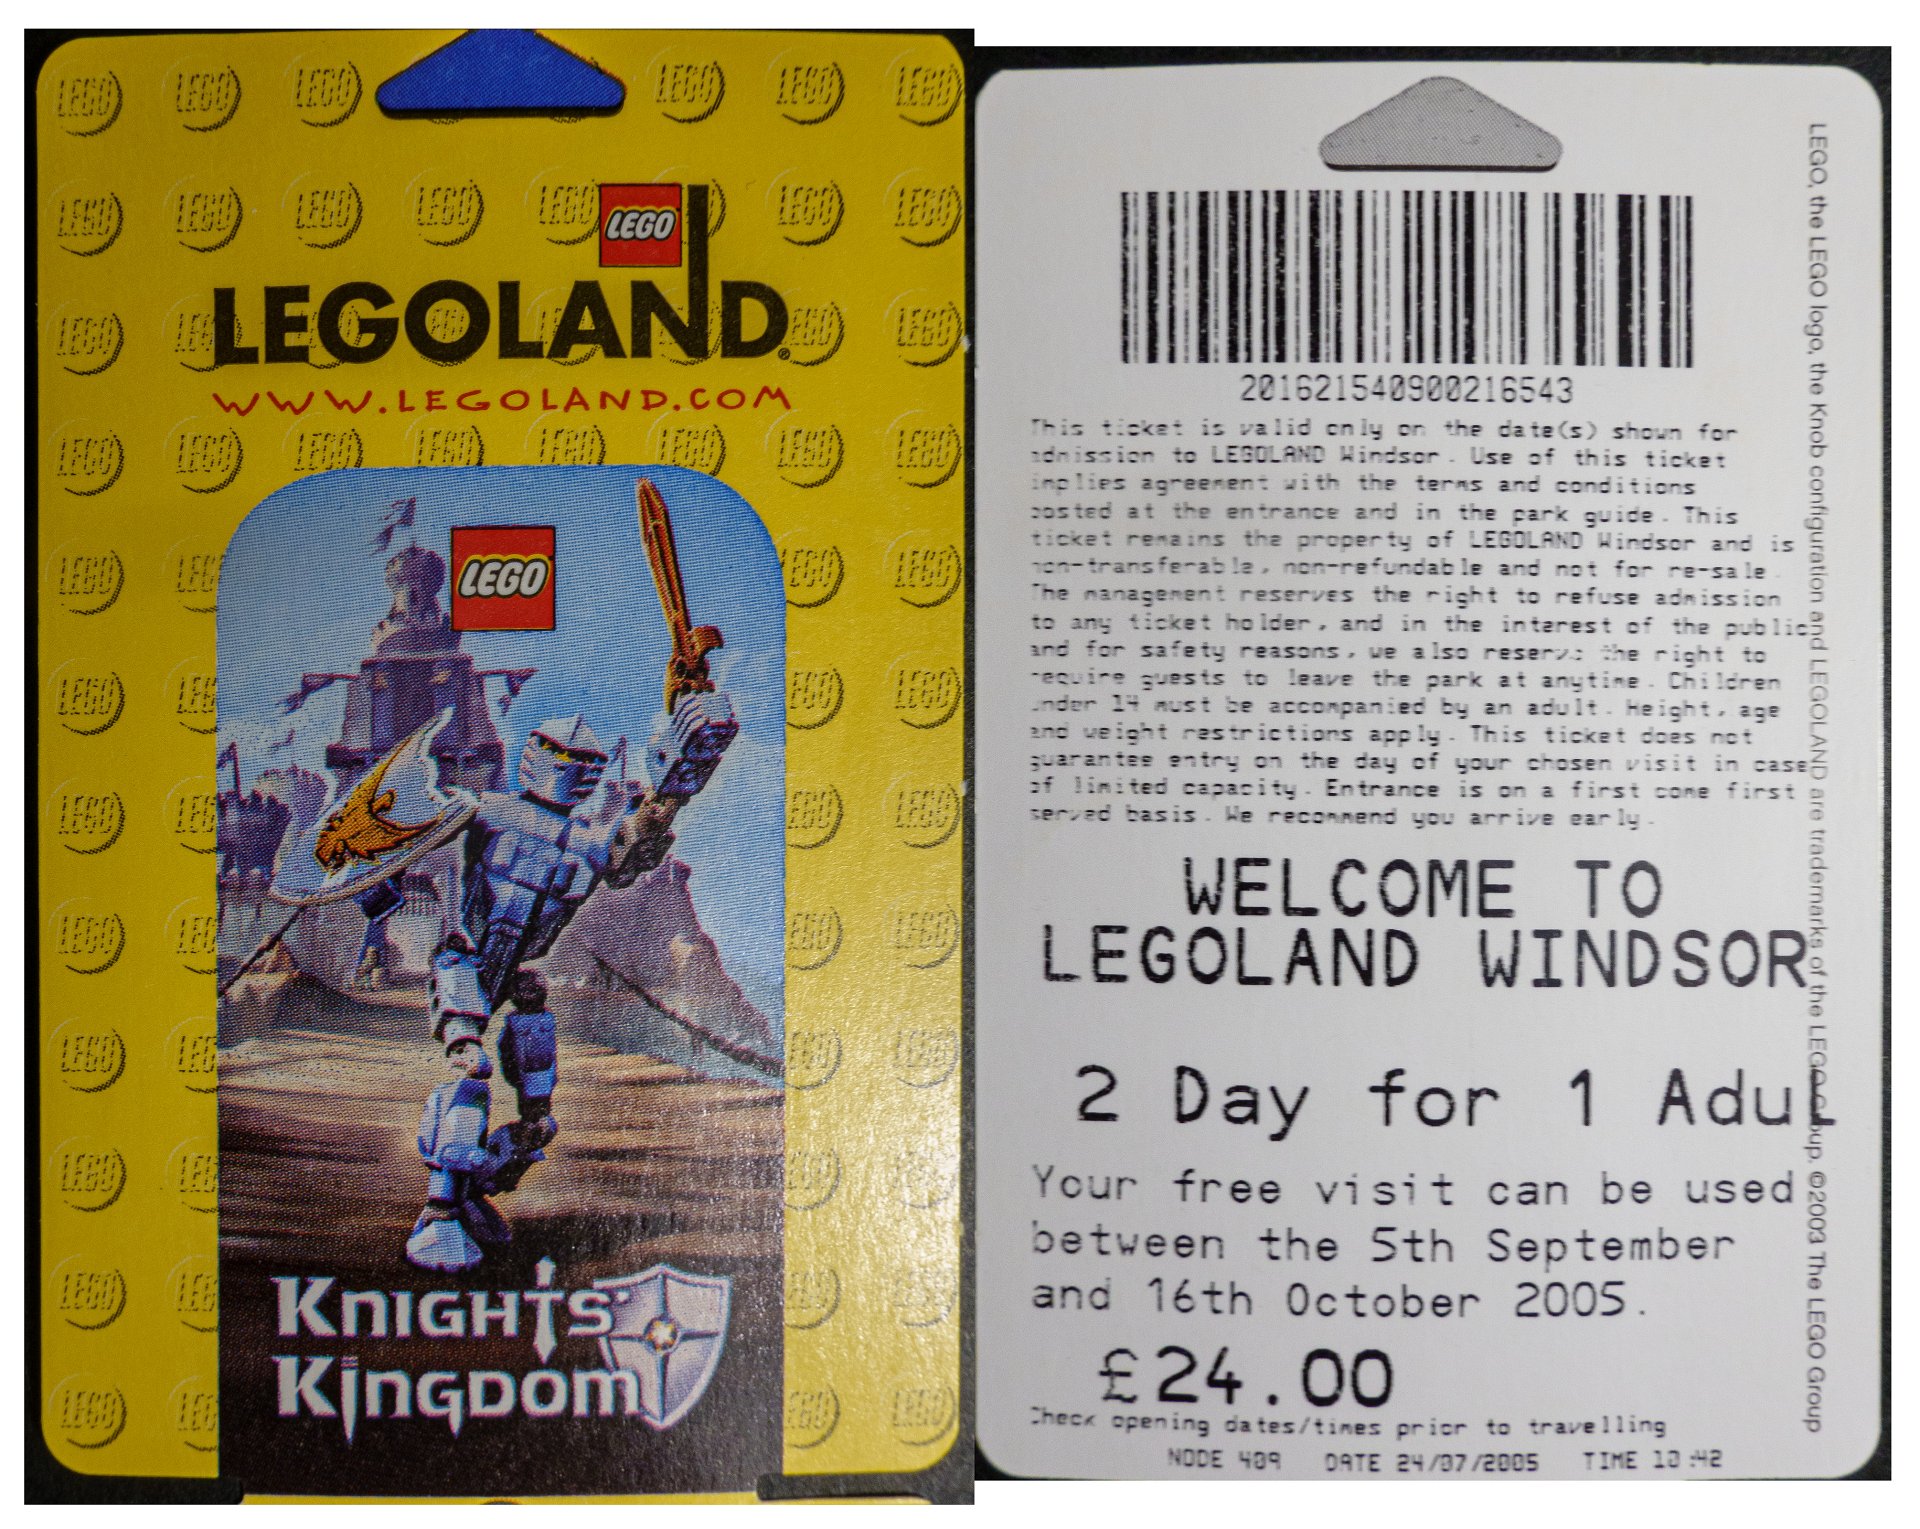 LEGO
LEGOLAND®
WWW.LEGOLAND.COM
LEGO
KNIGHTS'
KINGDOM
201621540900216543
This ticket is valid only on the date(s) shown for
admission to LEGOLAND Windsor. Use of this ticket
implies agreement with the terms and conditions
posted at the entrance and in the park guide. This
ticket remains the property of LEGOLAND Windsor and is
non-transferable, non-refundable and not for re-sale.
The management reserves the right to refuse admission
to any ticket holder, and in the interest of the public
and for safety reasons, we also reserve the right to
require guests to leave the park at anytime. Children
under 14 must be accompanied by an adult. Height, age
and weight restrictions apply. This ticket does not
guarantee entry on the day of your chosen visit in case
of limited capacity. Entrance is on a first come first
served basis. We recommend you arrive early.
WELCOME TO
LEGOLAND WINDSOR
2 Day for 1 Adul
Your free visit can be used
between the 5th September
and 16th October 2005.
£24.00
Check opening dates/times prior to travelling
NODE 409 DATE 24/07/2005 TIME 10:42
LEGO, the LEGO logo, the Knob configuration and LEGOLAND are trademarks of the LEGO Group. ©2003 The LEGO Group